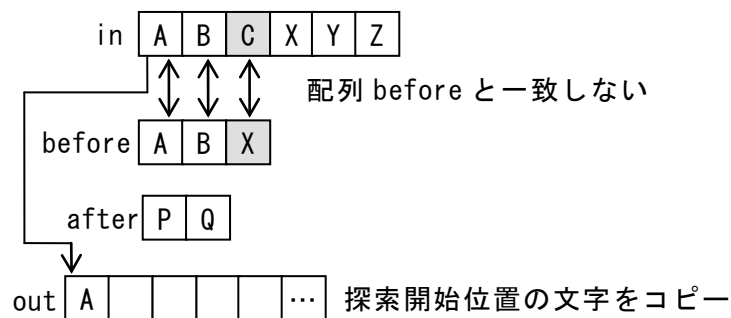 in A B C X Y Z
配列 before と一致しない
before A B X
after P Q
out A … 探索開始位置の文字をコピー